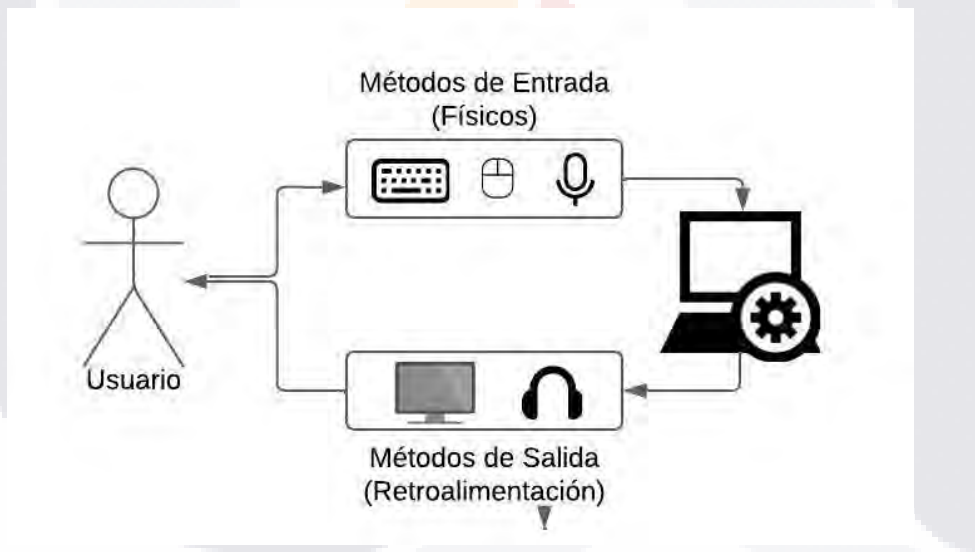 Métodos de Entrada
(Físicos)
Usuario
Métodos de Salida
(Retroalimentación)